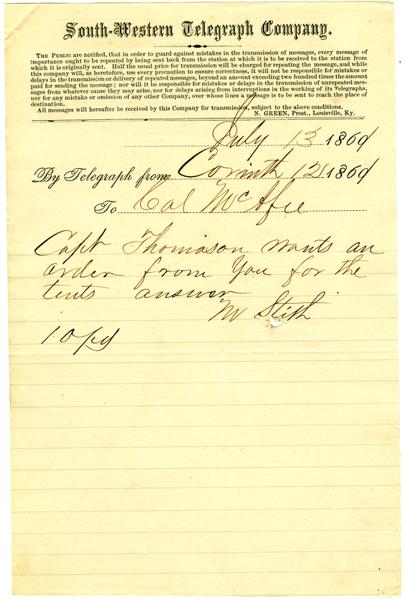 South-Western Telegraph Company.
THE PUBLIC are notified, that in order to guard against mistakes in the transmission of messages, every message of
importance ought to be repeated by being sent back from the station at which it is to be received to the station from
which it is originally sent. Half the usual price for transmission will be charged for repeating the message, and while
this company will, as heretofore, use every precaution to ensure correctness, it will not be responsible for mistakes or
delays in the transmission or delivery of repeated messages, beyond an amount exceeding two hundred times the amount
paid for sending the message; nor will it be responsible for mistakes or delays in the transmission of unrepeated mes-
sages from whatever cause they may arise, nor for delays arising from interruptions in the working of its Telegraphs,
nor for any mistake or omission of any other Company, over whose lines a message is to be sent to reach the place of
destination.
All messages will hereafter be received by this Company for transmission, subject to the above conditions.
N. GREEN, Prest., Louisville, Ky.
July 13 1861
By Telegraph from Corinth 12 1861
To Col McAfee
Capt Thomason wants an
order from You for the
tents answer
M Stith
10 pd